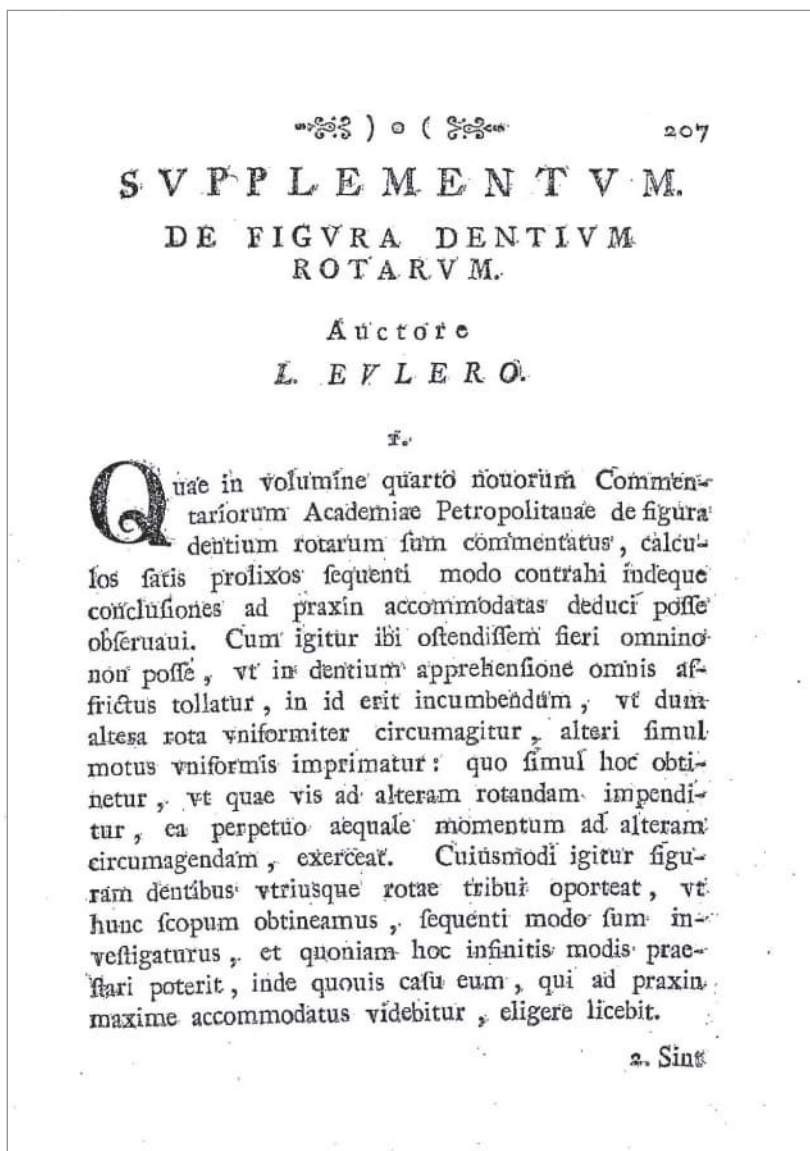 ) o ( 207
SVPPLEMENTVM.
DE FIGVRA DENTIVM
ROTARVM.
Auctore
L. EVLERO.
1.
Quae in volumine quarto nouorum Commen-
tariorum Academiae Petropolitanae de figura
dentium rotarum ſum commentatus, calcu-
los ſatis prolixos ſequenti modo contrahi indeque
concluſiones ad praxin accommodatas deduci poſſe
obſeruaui. Cum igitur ibi oſtendiſſem fieri omnino
non poſſe, vt in dentium apprehenſione omnis af-
frictus tollatur, in id erit incumbendum, vt dum
altera rota vniformiter circumagitur, alteri ſimul
motus vniformis imprimatur: quo ſimul hoc obti-
netur, vt quae vis ad alteram rotandam impendi-
tur, ea perpetuo aequale momentum ad alteram
circumagendam, exerceat. Cuiusmodi igitur figu-
ram dentibus vtriusque rotae tribui oporteat, vt
hunc ſcopum obtineamus, ſequenti modo ſum in-
veſtigaturus, et quoniam hoc infinitis modis prae-
ſtari poterit, inde quouis caſu eum, qui ad praxin
maxime accommodatus videbitur, eligere licebit.
2. Sint